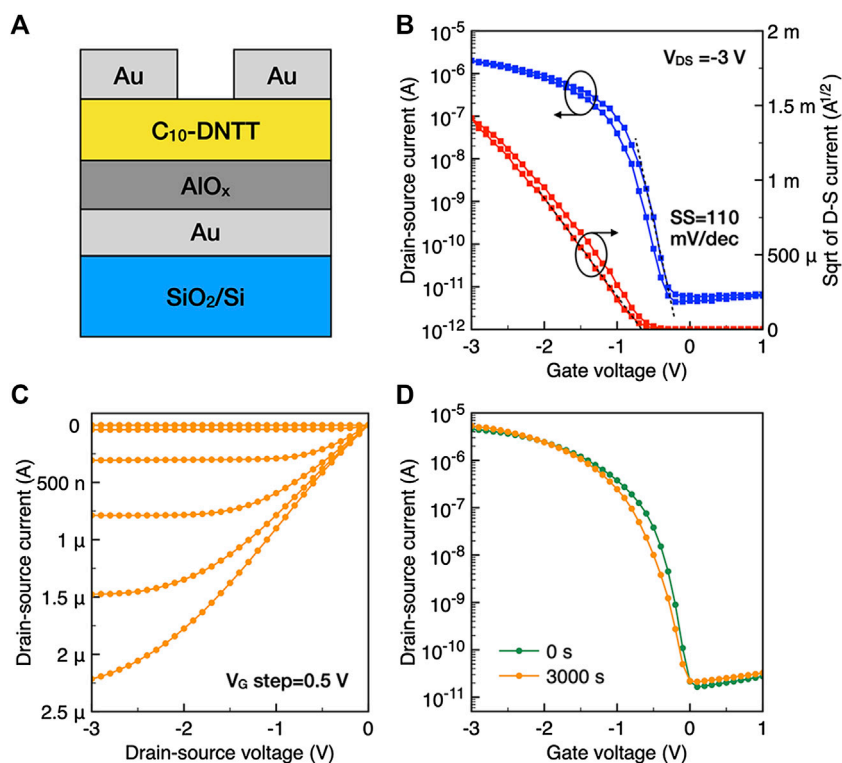 A
Au
Au
C₁₀-DNTT
AlOₓ
Au
SiO₂/Si
B
10⁻⁵
10⁻⁶
10⁻⁷
10⁻⁸
10⁻⁹
10⁻¹⁰
10⁻¹¹
10⁻¹²
Drain-source current (A)
V_DS =-3 V
SS=110
mV/dec
2 m
1.5 m
1 m
500 μ
0
Sqrt of D-S current (A^1/2)
-3
-2
-1
0
1
Gate voltage (V)
C
0
500 n
1 μ
1.5 μ
2 μ
2.5 μ
Drain-source current (A)
V_G step=0.5 V
-3
-2
-1
0
Drain-source voltage (V)
D
10⁻⁵
10⁻⁶
10⁻⁷
10⁻⁸
10⁻⁹
10⁻¹⁰
10⁻¹¹
Drain-source current (A)
0 s
3000 s
-3
-2
-1
0
1
Gate voltage (V)